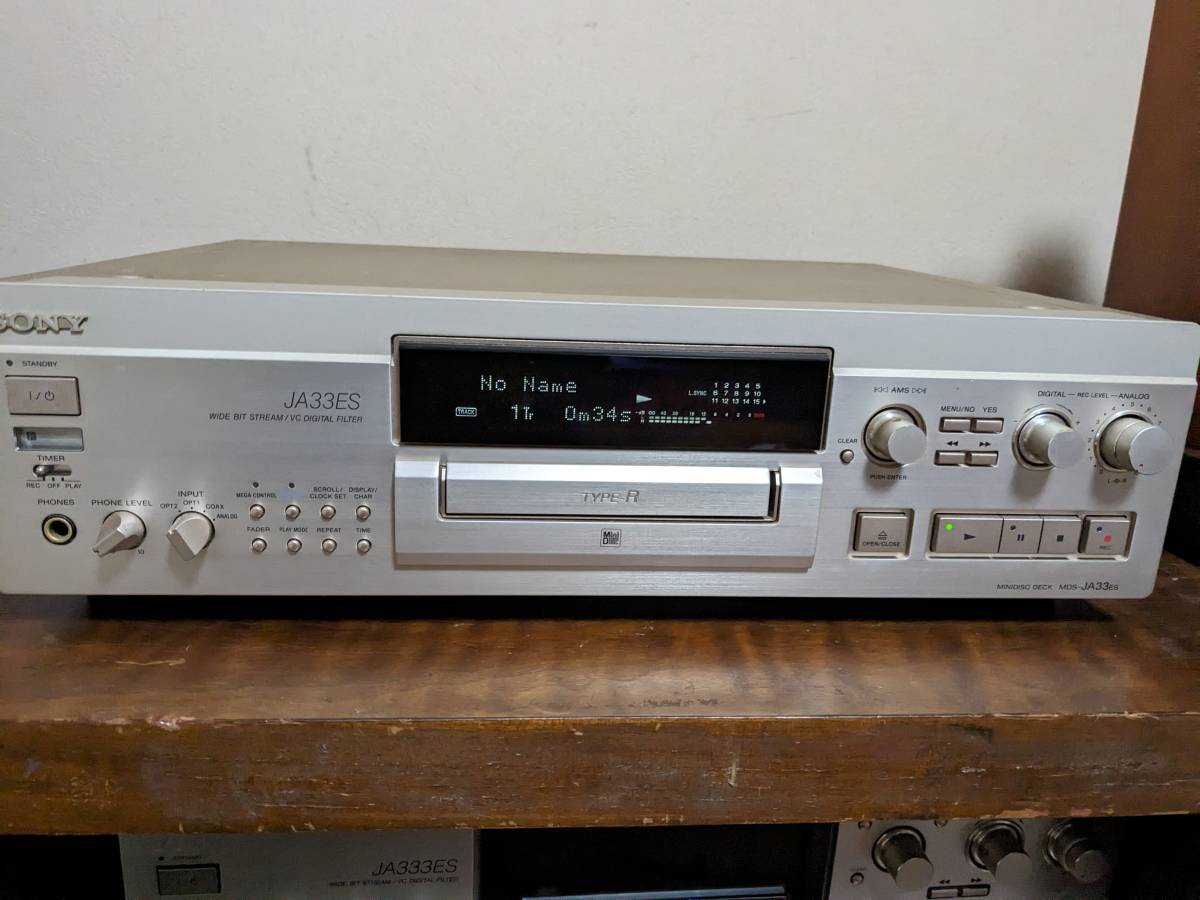 SONY
STANDBY
I / ⏻
TIMER
REC OFF PLAY
PHONES
PHONE LEVEL
10
INPUT
OPT2 OPT1 COAX
ANALOG
JA33ES
WIDE BIT STREAM / VC DIGITAL FILTER
MEGA CONTROL
SCROLL/
CLOCK SET
DISPLAY/
CHAR
FADER
PLAY MODE
REPEAT
TIME
No Name
TRACK
1Tr 0m34s
L.SYNC
1 2 3 4 5
6 7 8 9 10
11 12 13 14 15
TYPE-R
Mini
Disc
AMS
CLEAR
PUSH-ENTER
MENU/NO YES
DIGITAL — REC LEVEL — ANALOG
L R
OPEN/CLOSE
REC
MINIDISC DECK MDS-JA33ES
JA333ES
WIDE BIT STREAM / VC DIGITAL FILTER